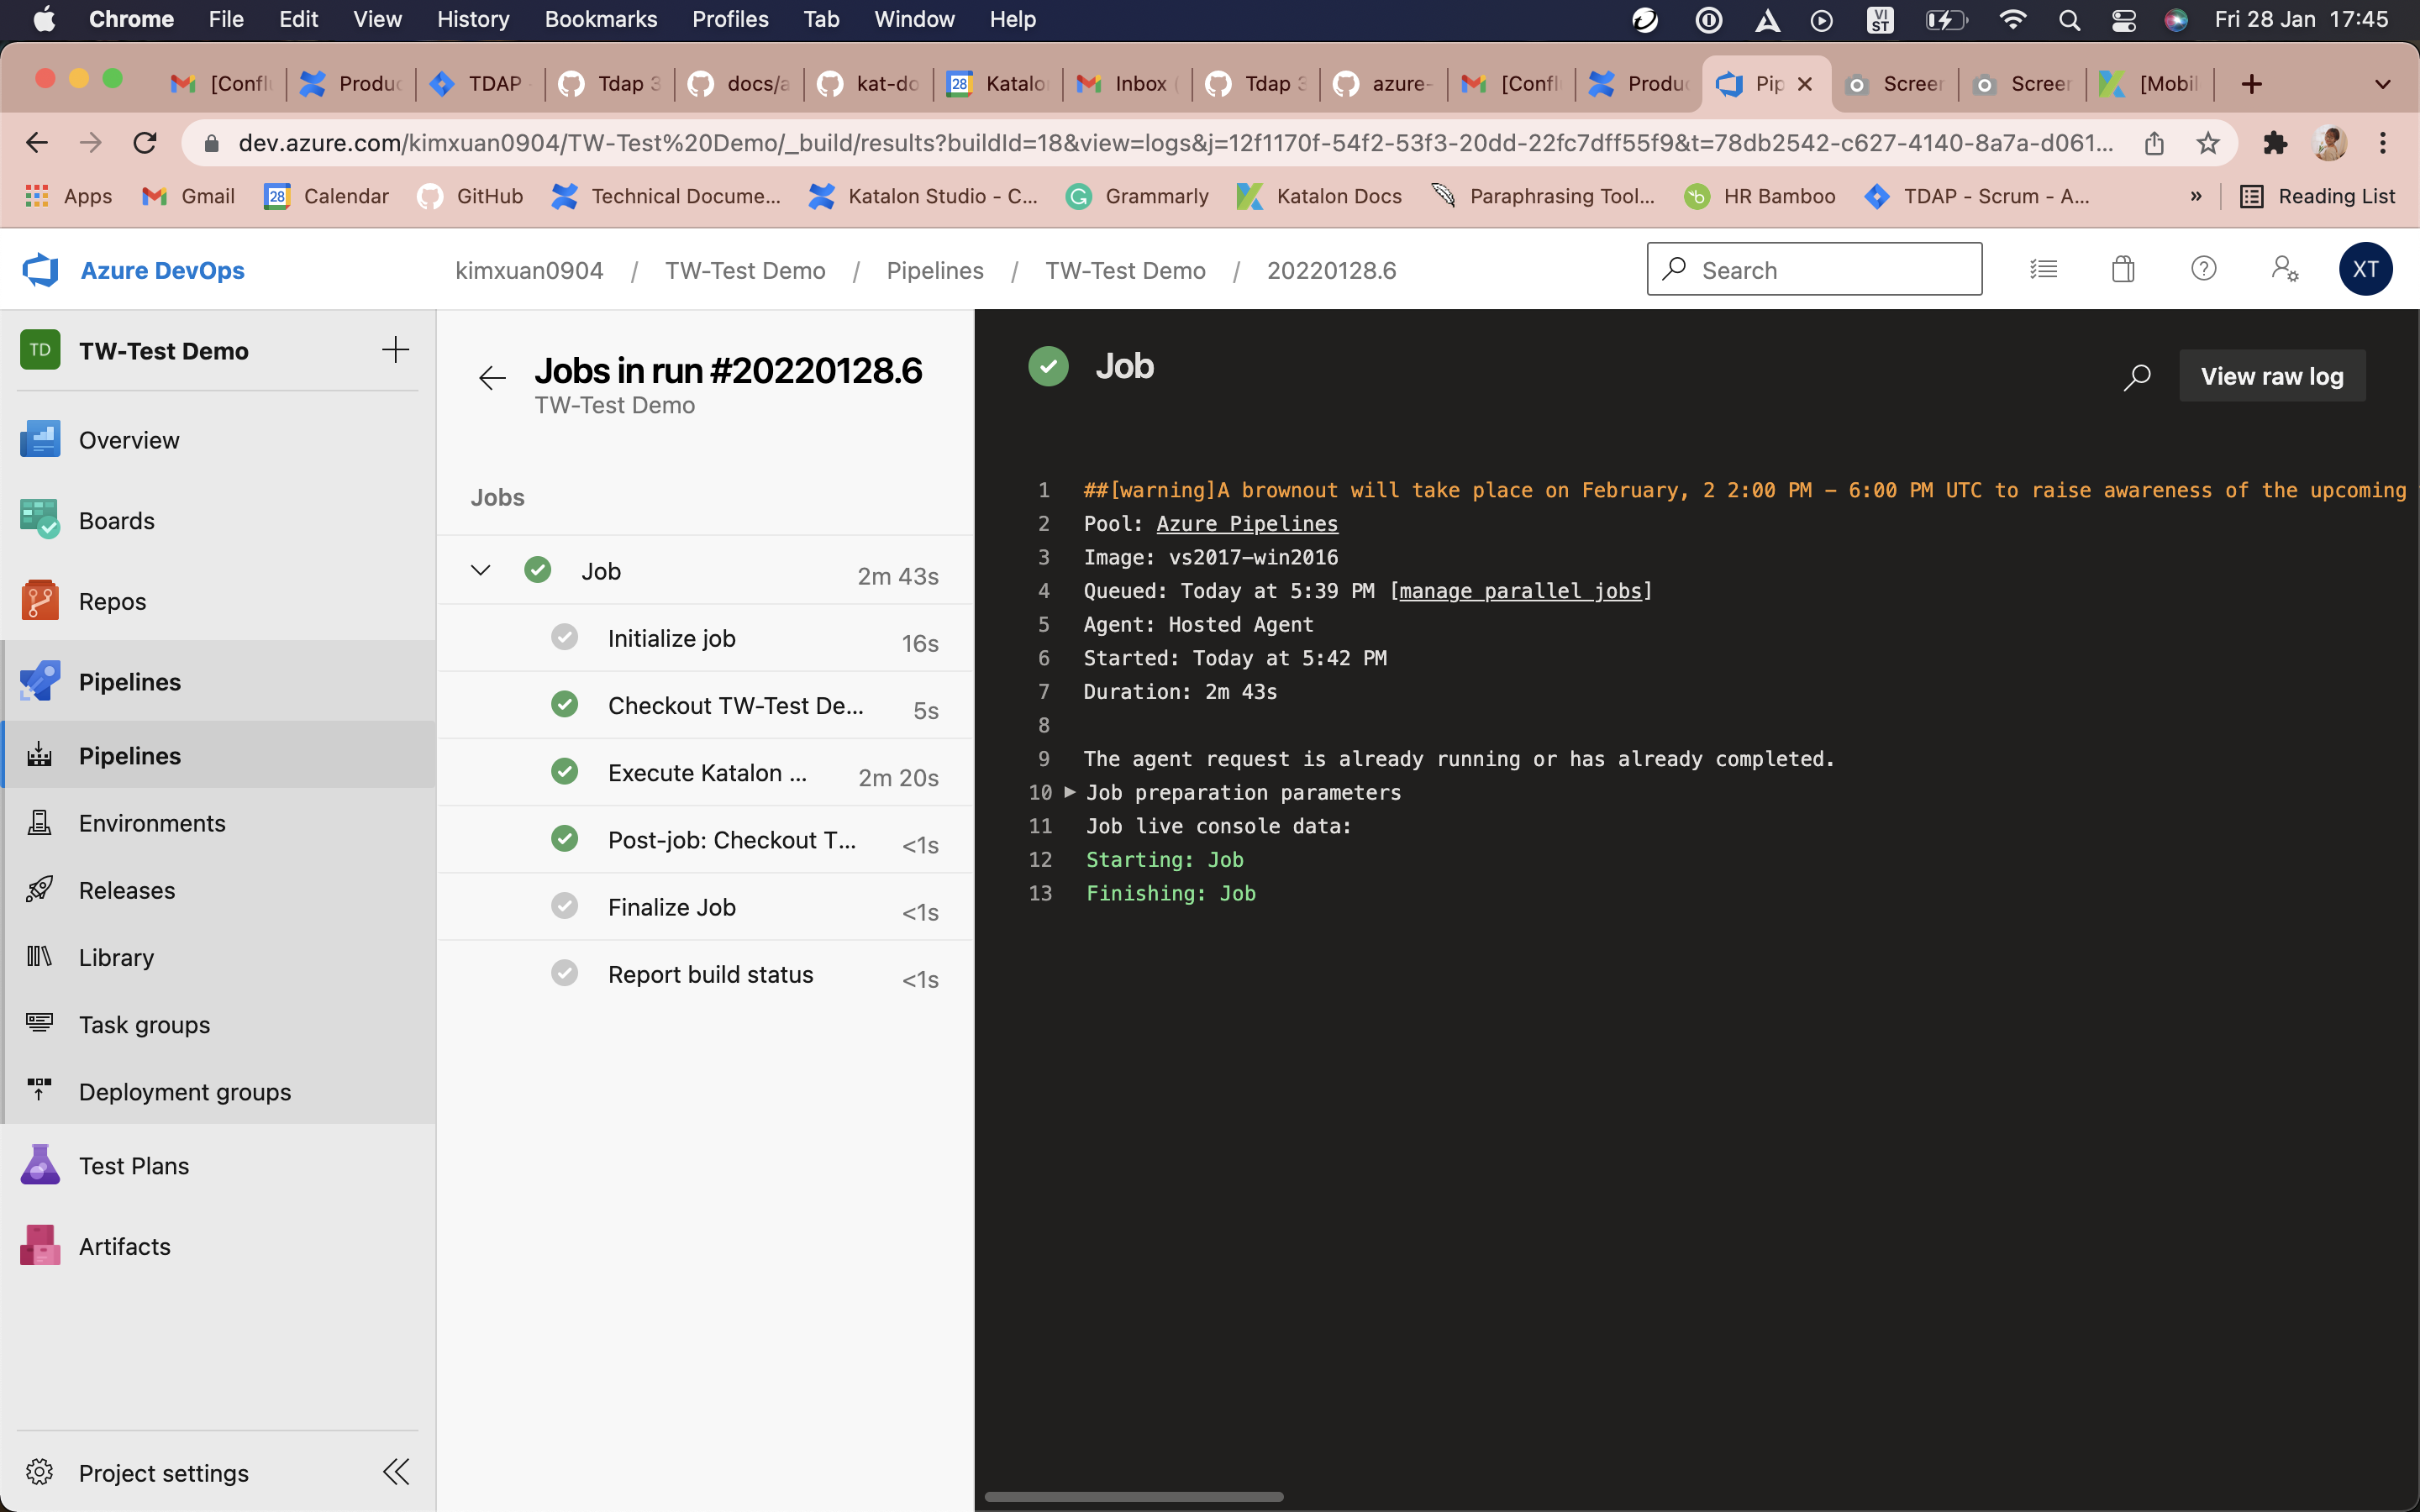 Chrome File Edit View History Bookmarks Profiles Tab Window Help VI ST Fri 28 Jan 17:45
[Confl Produc TDAP Tdap 3 docs/a kat-do 28 Katalo Inbox ( Tdap 3 azure- [Confl Produ Pip Screer Screer [Mobil
dev.azure.com/kimxuan0904/TW-Test%20Demo/_build/results?buildId=18&view=logs&j=12f1170f-54f2-53f3-20dd-22fc7dff55f9&t=78db2542-c627-4140-8a7a-d061...
Apps Gmail 28 Calendar GitHub Technical Docume... Katalon Studio - C... Grammarly Katalon Docs Paraphrasing Tool... HR Bamboo TDAP - Scrum - A... » Reading List
Azure DevOps kimxuan0904 / TW-Test Demo / Pipelines / TW-Test Demo / 20220128.6 Search XT
TD TW-Test Demo
Overview
Boards
Repos
Pipelines
Pipelines
Environments
Releases
Library
Task groups
Deployment groups
Test Plans
Artifacts
Project settings
Jobs in run #20220128.6
TW-Test Demo
Jobs
Job 2m 43s
Initialize job 16s
Checkout TW-Test De... 5s
Execute Katalon ... 2m 20s
Post-job: Checkout T... <1s
Finalize Job <1s
Report build status <1s
Job
View raw log
1 ##[warning]A brownout will take place on February, 2 2:00 PM - 6:00 PM UTC to raise awareness of the upcoming
2 Pool: Azure Pipelines
3 Image: vs2017-win2016
4 Queued: Today at 5:39 PM [manage parallel jobs]
5 Agent: Hosted Agent
6 Started: Today at 5:42 PM
7 Duration: 2m 43s
8
9 The agent request is already running or has already completed.
10 Job preparation parameters
11 Job live console data:
12 Starting: Job
13 Finishing: Job